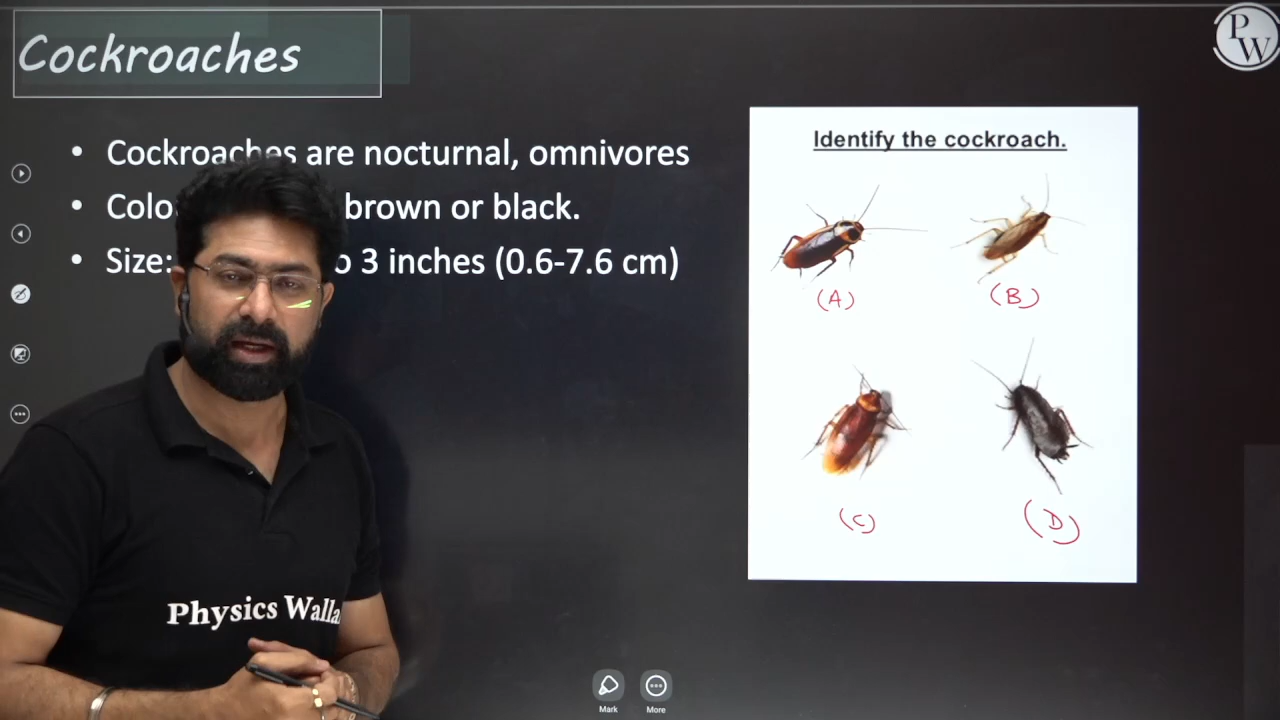 Cockroaches
P
W
• Cockroaches are nocturnal, omnivores
• Colo brown or black.
• Size: o 3 inches (0.6-7.6 cm)
Identify the cockroach.
(A)
(B)
(C)
(D)
Physics Walla
Mark
More